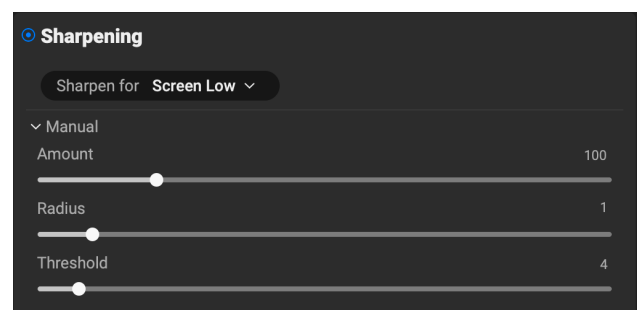 Sharpening
Sharpen for Screen Low
Manual
Amount 100
Radius 1
Threshold 4